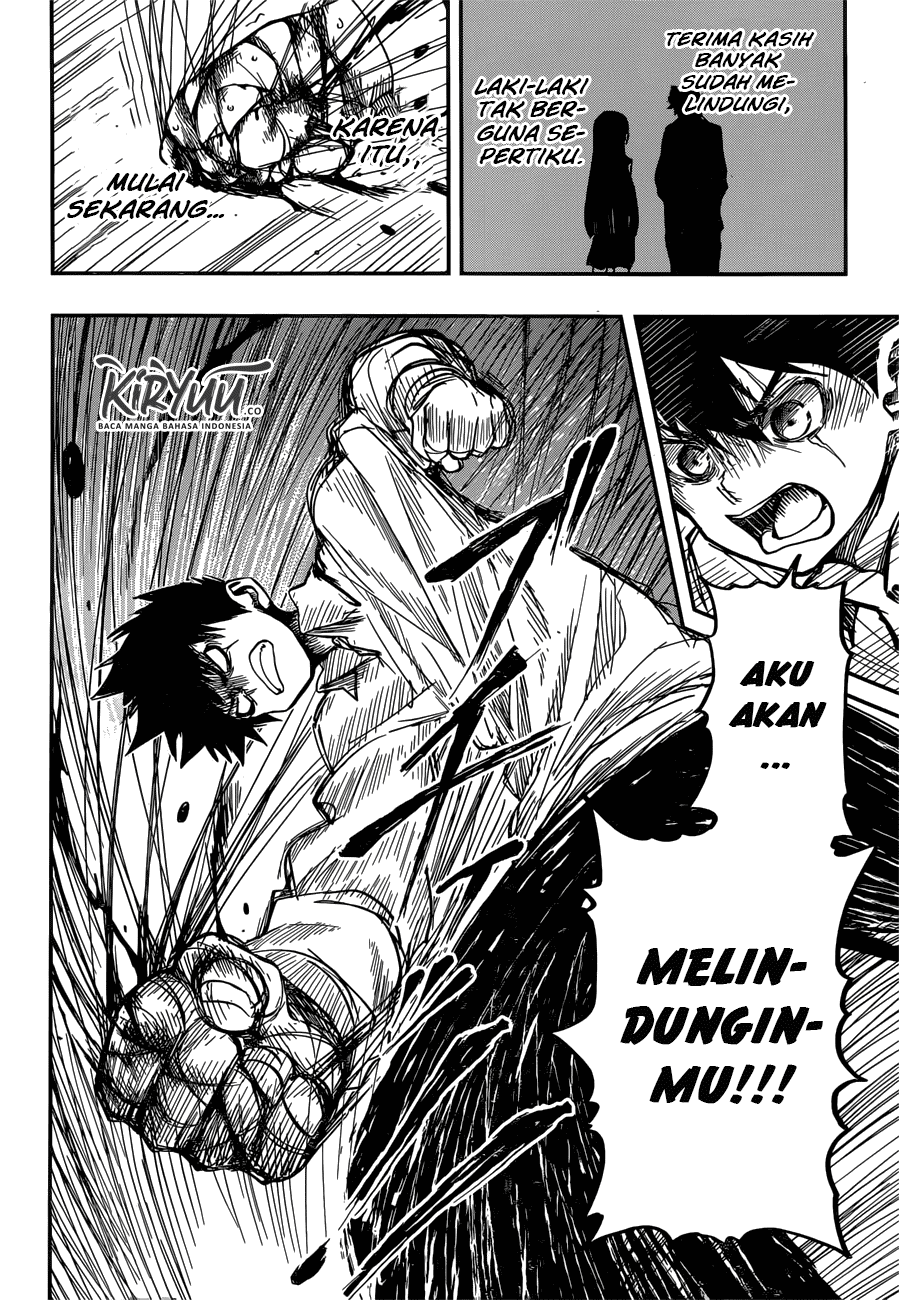 TERIMA KASIH
BANYAK
SUDAH ME-
LINDUNGI,
LAKI-LAKI
TAK BER-
GUNA SE-
PERTIKU.
KARENA
ITU,,
MULAI
SEKARANG...
AKU
AKAN
...
MELIN-
DUNGIN-
MU!!!
KIRYUU.CO
BACA MANGA BAHASA INDONESIA